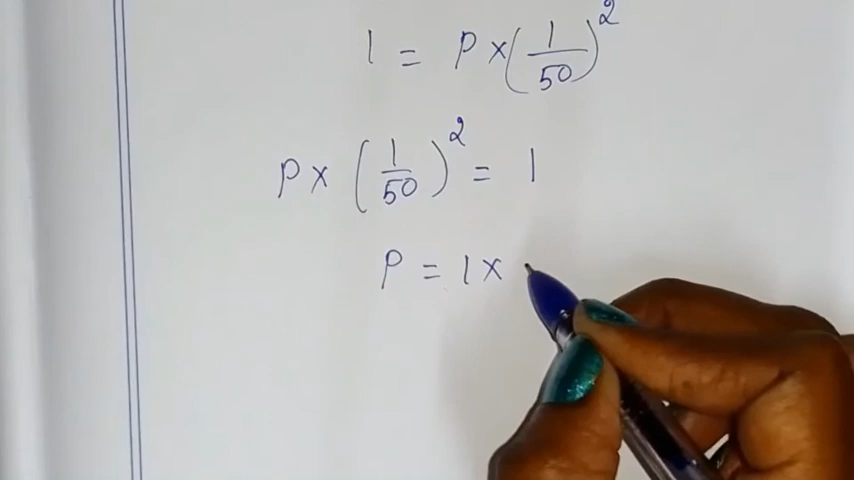 1 = P × (1/50)²
P × (1/50)² = 1
P = 1 ×